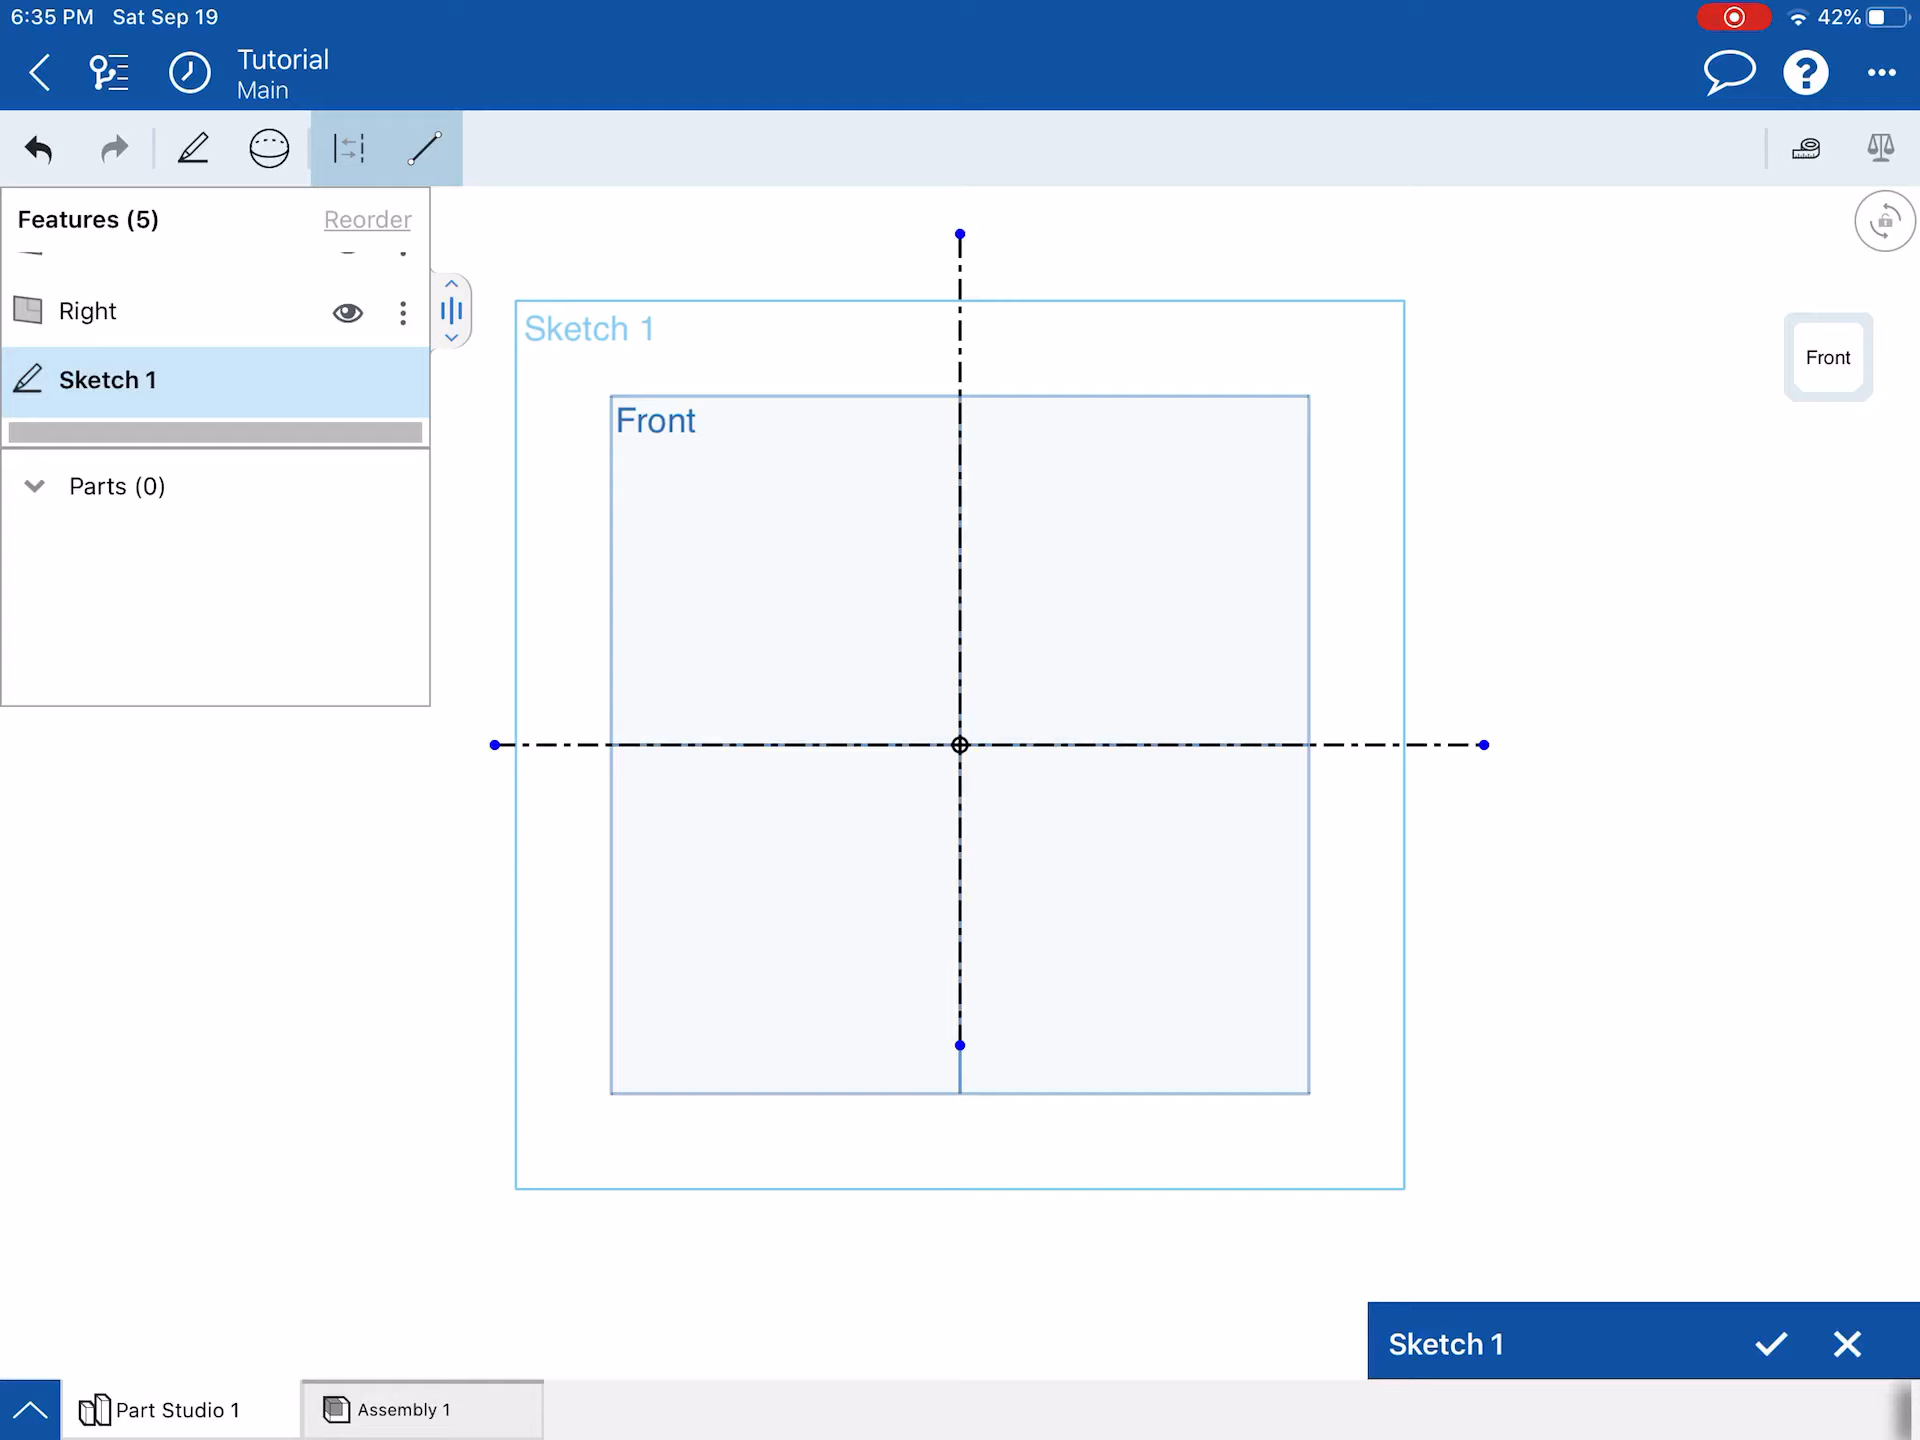 6:35 PM Sat Sep 19
42%
Tutorial
Main
Features (5)
Reorder
Right
Sketch 1
Parts (0)
Sketch 1
Front
Front
Sketch 1
Part Studio 1
Assembly 1